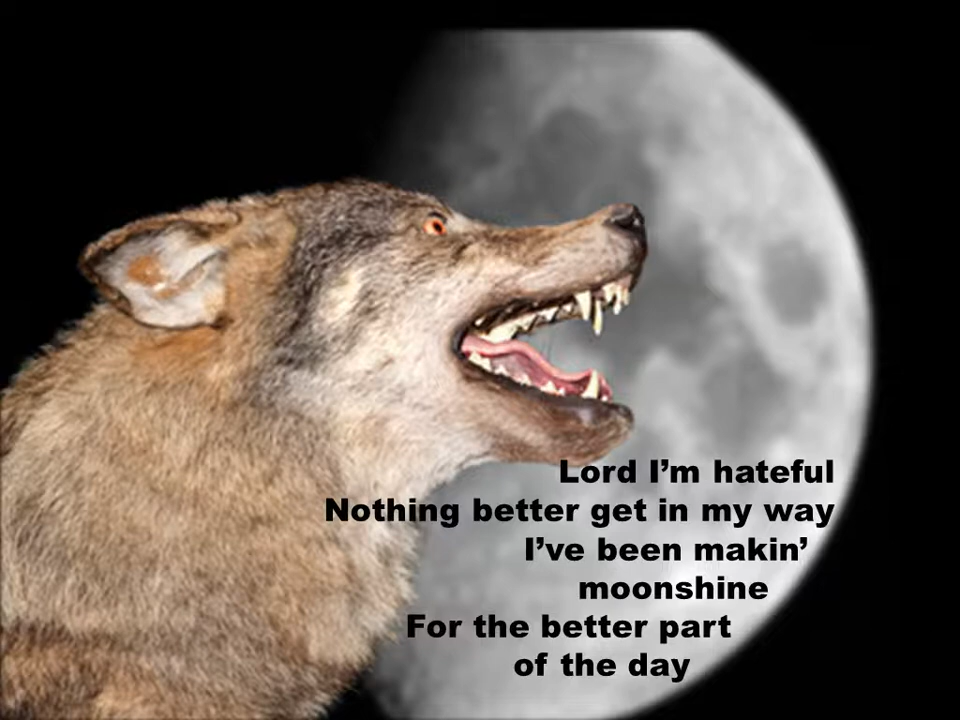 Lord I’m hateful
Nothing better get in my way
I’ve been makin’
moonshine
For the better part
of the day